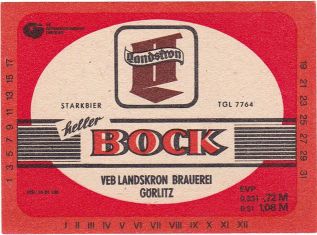 Landskron
STARKBIER
TGL 7764
heller
BOCK
VEB LANDSKRON BRAUEREI
GÖRLITZ
EVP
0,33 l ,72 M
0,5 l 1,08 M
1 3 5 7 9 11 13 15 17
19 21 23 25 27 29 31
I II III IV V VI VII VIII IX X XI XII